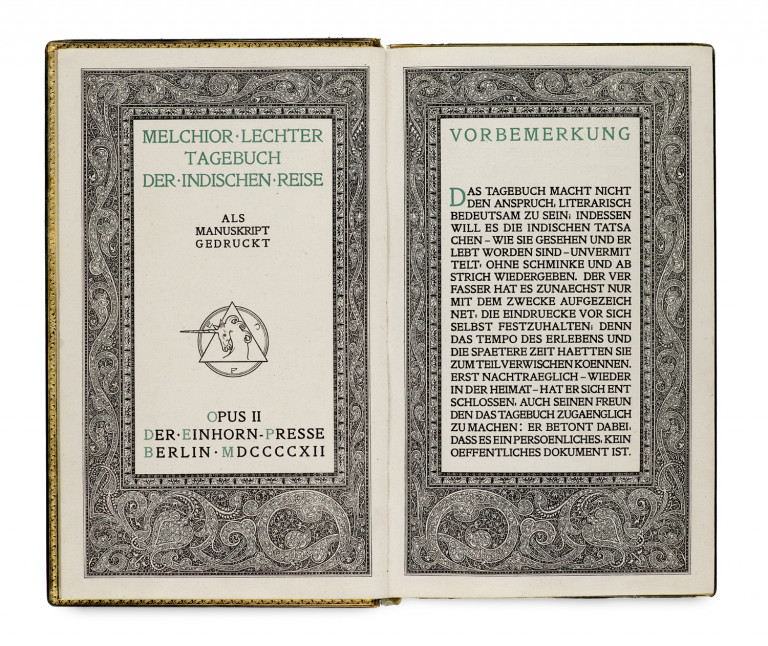 MELCHIOR·LECHTER
TAGEBUCH
DER·INDISCHEN·REISE
ALS
MANUSKRIPT
GEDRUCKT
OPUS II
DER·EINHORN-PRESSE
BERLIN·MDCCCCXII
VORBEMERKUNG
DAS TAGEBUCH MACHT NICHT
DEN ANSPRUCH, LITERARISCH
BEDEUTSAM ZU SEIN; INDESSEN
WILL ES DIE INDISCHEN TATSA
CHEN – WIE SIE GESEHEN UND ER
LEBT WORDEN SIND – UNVERMIT
TELT, OHNE SCHMINKE UND AB
STRICH WIEDERGEBEN. DER VER
FASSER HAT ES ZUNAECHST NUR
MIT DEM ZWECKE AUFGEZEICH
NET, DIE EINDRUECKE VOR SICH
SELBST FESTZUHALTEN; DENN
DAS TEMPO DES ERLEBENS UND
DIE SPAETERE ZEIT HAETTEN SIE
ZUM TEIL VERWISCHEN KOENNEN.
ERST NACHTRAEGLICH – WIEDER
IN DER HEIMAT – HAT ER SICH ENT
SCHLOSSEN, AUCH SEINEN FREUN
DEN DAS TAGEBUCH ZUGAENGLICH
ZU MACHEN: ER BETONT DABEI,
DASS ES EIN PERSOENLICHES, KEIN
OEFFENTLICHES DOKUMENT IST.